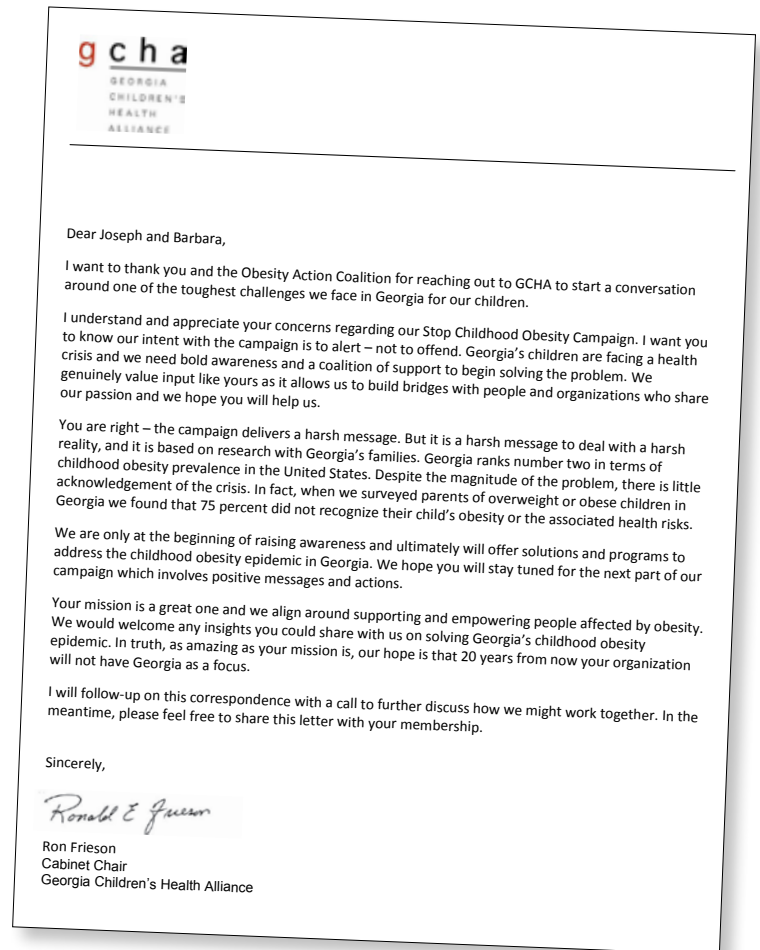 gcha
GEORGIA
CHILDREN'S
HEALTH
ALLIANCE
Dear Joseph and Barbara,
I want to thank you and the Obesity Action Coalition for reaching out to GCHA to start a conversation
around one of the toughest challenges we face in Georgia for our children.
I understand and appreciate your concerns regarding our Stop Childhood Obesity Campaign. I want you
to know our intent with the campaign is to alert – not to offend. Georgia's children are facing a health
crisis and we need bold awareness and a coalition of support to begin solving the problem. We
genuinely value input like yours as it allows us to build bridges with people and organizations who share
our passion and we hope you will help us.
You are right – the campaign delivers a harsh message. But it is a harsh message to deal with a harsh
reality, and it is based on research with Georgia's families. Georgia ranks number two in terms of
childhood obesity prevalence in the United States. Despite the magnitude of the problem, there is little
acknowledgement of the crisis. In fact, when we surveyed parents of overweight or obese children in
Georgia we found that 75 percent did not recognize their child's obesity or the associated health risks.
We are only at the beginning of raising awareness and ultimately will offer solutions and programs to
address the childhood obesity epidemic in Georgia. We hope you will stay tuned for the next part of our
campaign which involves positive messages and actions.
Your mission is a great one and we align around supporting and empowering people affected by obesity.
We would welcome any insights you could share with us on solving Georgia's childhood obesity
epidemic. In truth, as amazing as your mission is, our hope is that 20 years from now your organization
will not have Georgia as a focus.
I will follow-up on this correspondence with a call to further discuss how we might work together. In the
meantime, please feel free to share this letter with your membership.
Sincerely,
Ronald E Frieson
Ron Frieson
Cabinet Chair
Georgia Children's Health Alliance